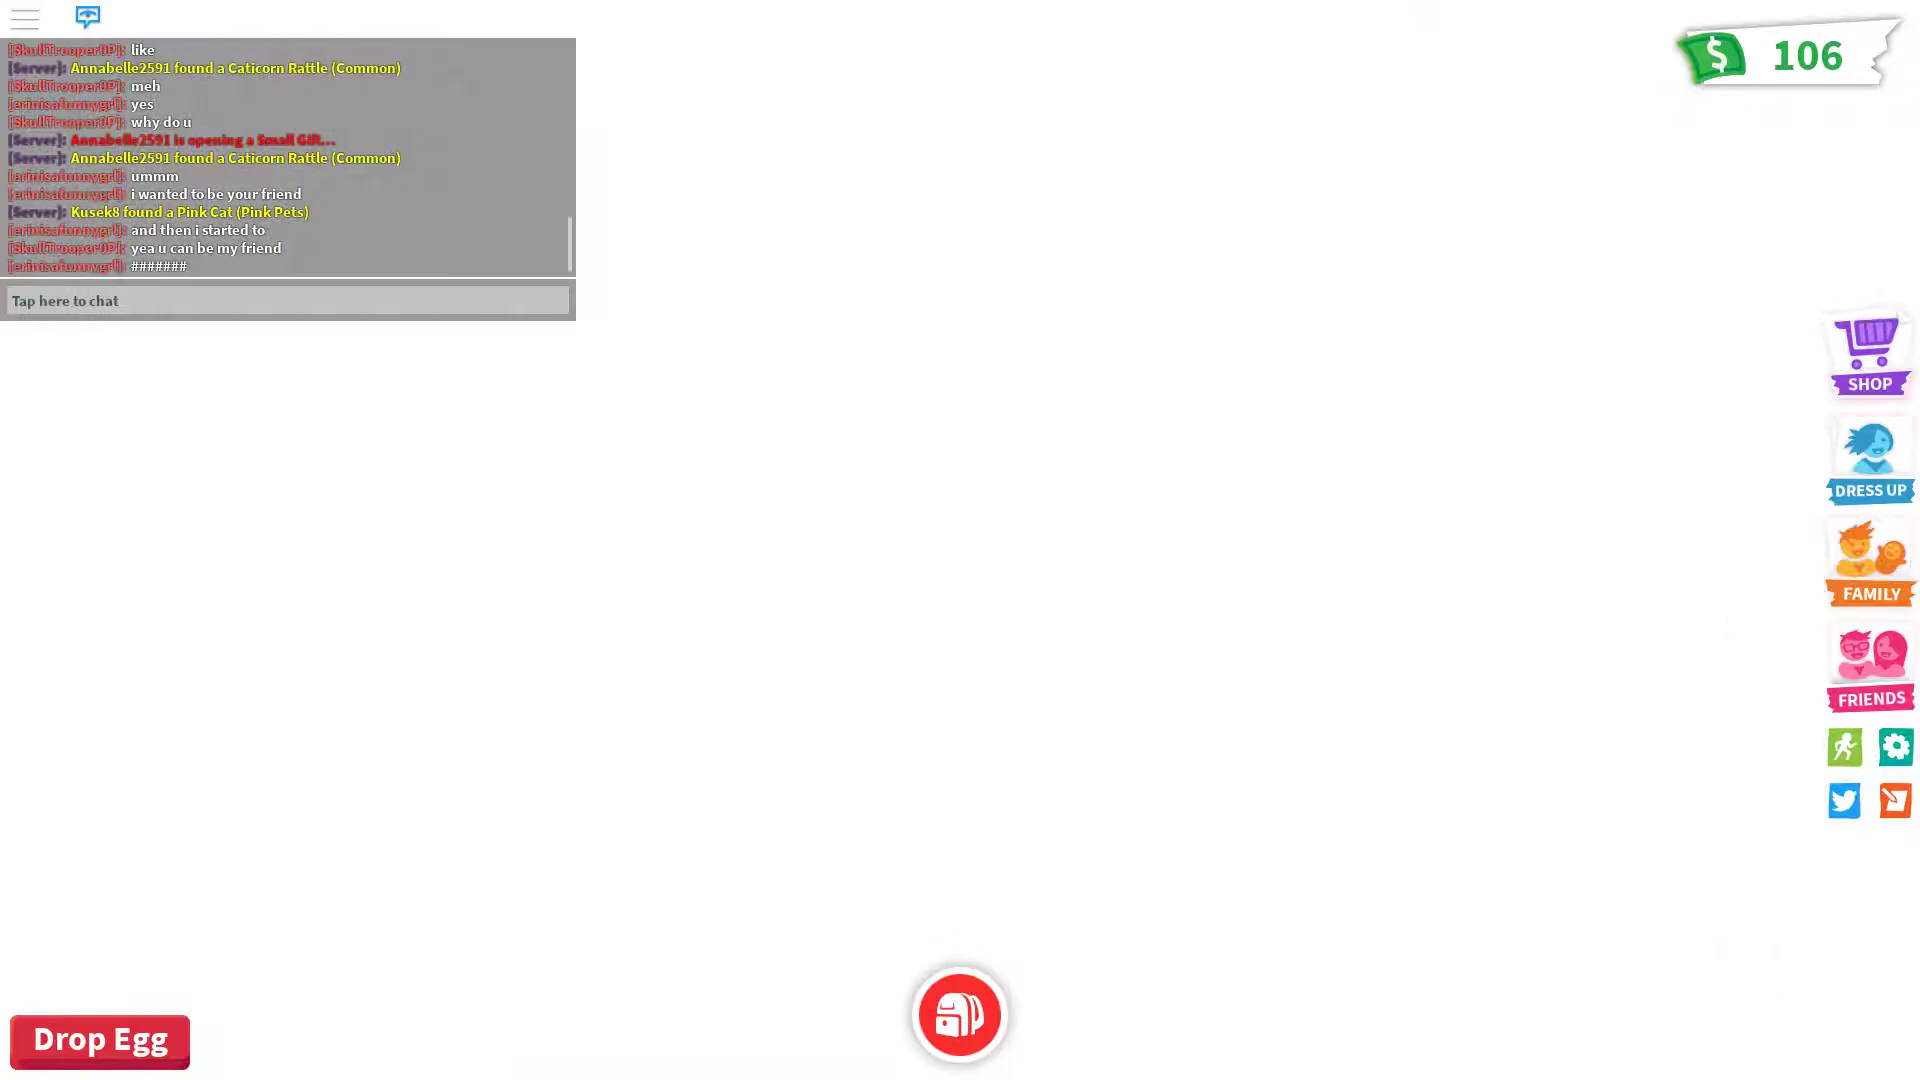 [SkullTrooperOP]: like
[Server]: Annabelle2591 found a Caticorn Rattle (Common)
[SkullTrooperOP]: meh
[erinisafunnygrl]: yes
[SkullTrooperOP]: why do u
[Server]: Annabelle2591 is opening a Small Gift...
[Server]: Annabelle2591 found a Caticorn Rattle (Common)
[erinisafunnygrl]: ummm
[erinisafunnygrl]: i wanted to be your friend
[Server]: Kusek8 found a Pink Cat (Pink Pets)
[erinisafunnygrl]: and then i started to
[SkullTrooperOP]: yea u can be my friend
[erinisafunnygrl]: #######
Tap here to chat
$ 106
SHOP
DRESS UP
FAMILY
FRIENDS
Drop Egg